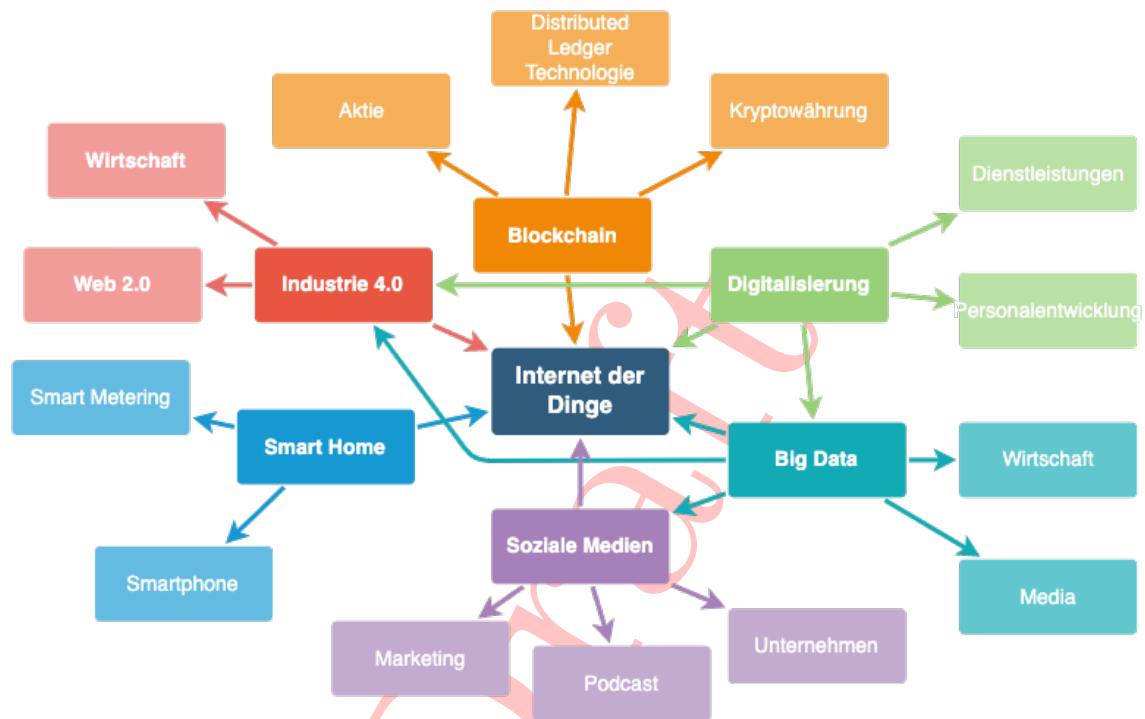 Distributed
Ledger
Technologie
Aktie
Kryptowährung
Wirtschaft
Dienstleistungen
Blockchain
Web 2.0
Industrie 4.0
Digitalisierung
Personalentwicklung
Internet der
Dinge
Smart Metering
Smart Home
Big Data
Wirtschaft
Soziale Medien
Smartphone
Media
Marketing
Podcast
Unternehmen